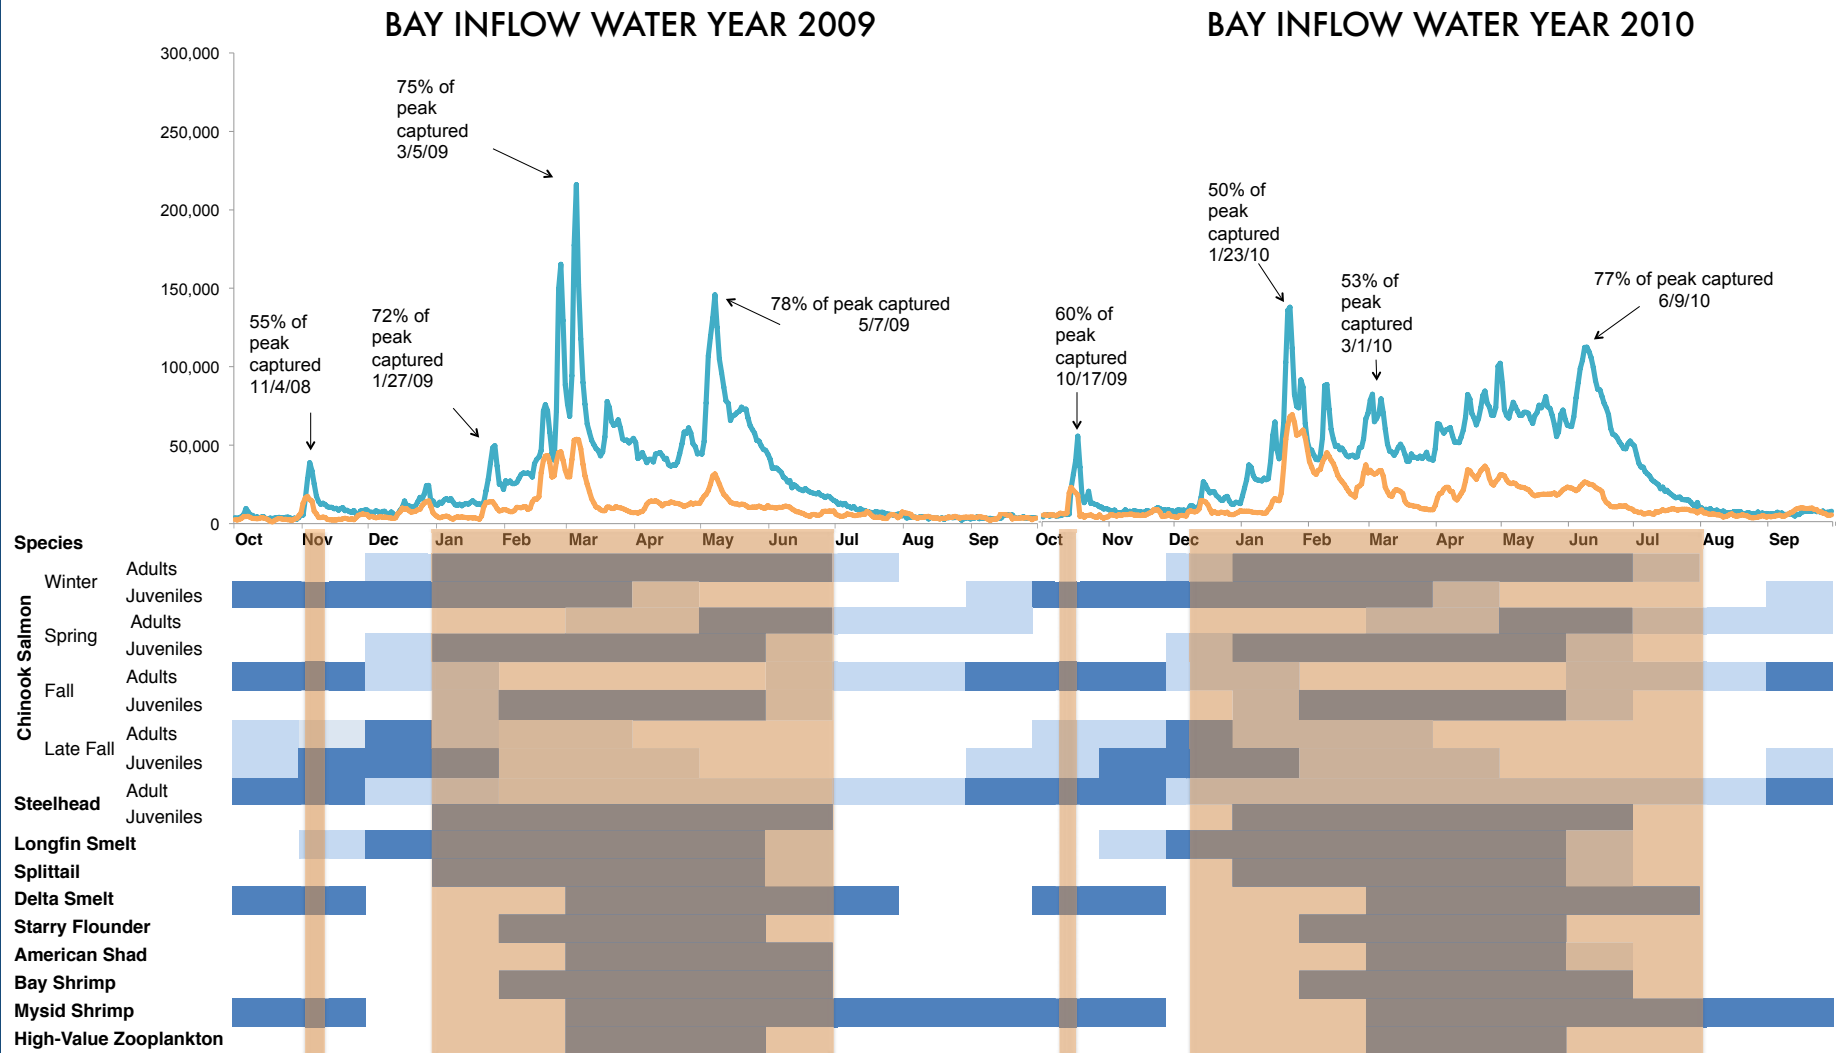 BAY INFLOW WATER YEAR 2009
BAY INFLOW WATER YEAR 2010
300,000
250,000
200,000
150,000
100,000
50,000
0
75% of
peak
captured
3/5/09
55% of
peak
captured
11/4/08
72% of
peak
captured
1/27/09
78% of peak captured
5/7/09
60% of
peak
captured
10/17/09
50% of
peak
captured
1/23/10
53% of
peak
captured
3/1/10
77% of peak captured
6/9/10
Oct Nov Dec Jan Feb Mar Apr May Jun Jul Aug Sep Oct Nov Dec Jan Feb Mar Apr May Jun Jul Aug Sep
Species
Chinook Salmon
Winter
Adults
Juveniles
Spring
Adults
Juveniles
Fall
Adults
Juveniles
Late Fall
Adults
Juveniles
Steelhead
Adult
Juveniles
Longfin Smelt
Splittail
Delta Smelt
Starry Flounder
American Shad
Bay Shrimp
Mysid Shrimp
High-Value Zooplankton